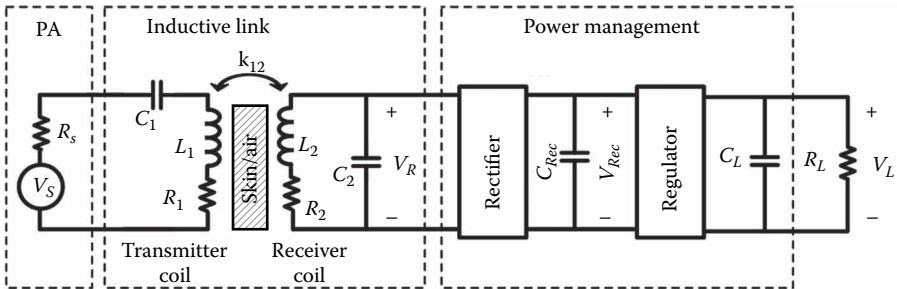 PA
Inductive link
Power management
k12
C1
Rs
L1
L2
Skin/air
C2
+
VR
−
Rectifier
CRec
+
VRec
−
Regulator
CL
RL
+
VL
−
VS
R1
R2
Transmitter
coil
Receiver
coil